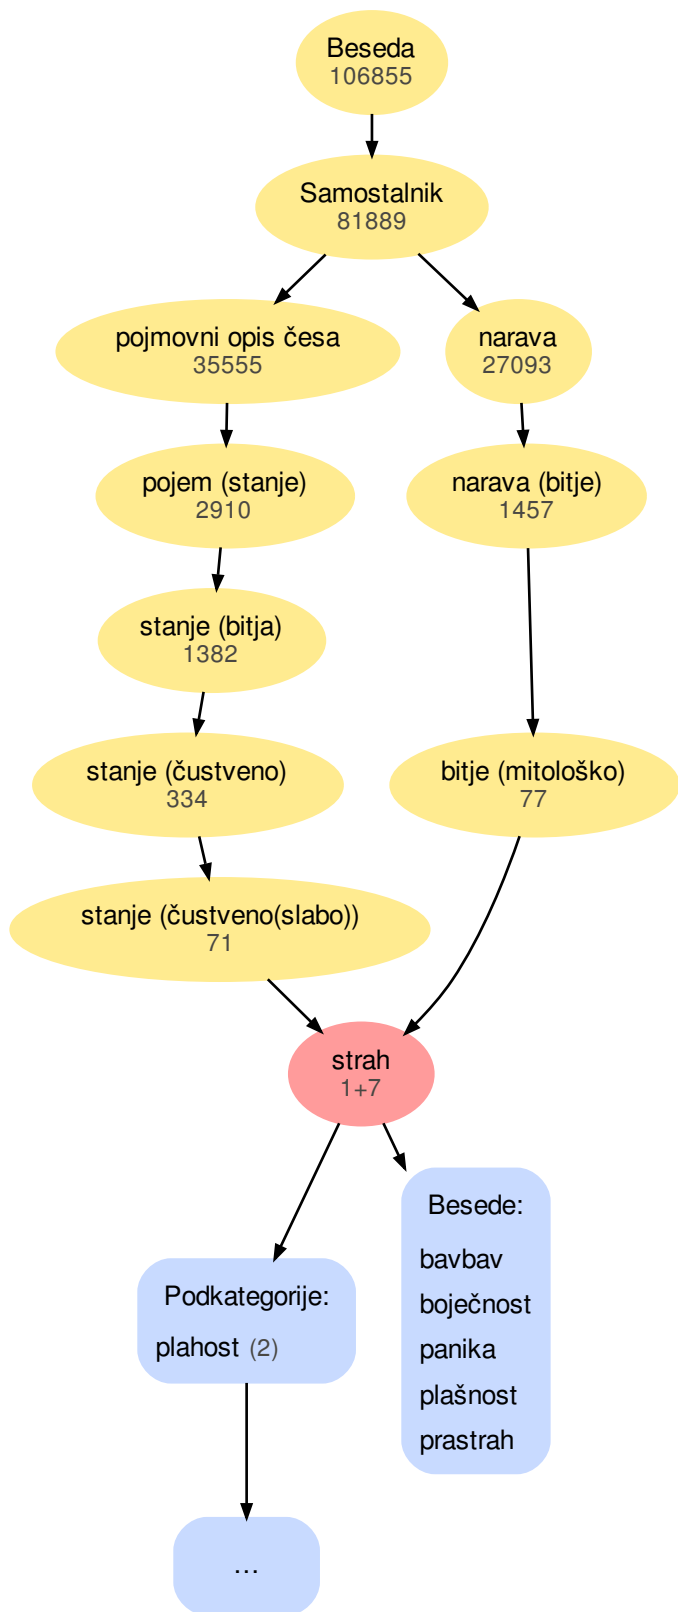 Beseda
106855
Samostalnik
81889
pojmovni opis česa
35555
narava
27093
pojem (stanje)
2910
narava (bitje)
1457
stanje (bitja)
1382
stanje (čustveno)
334
bitje (mitološko)
77
stanje (čustveno(slabo))
71
strah
1+7
Besede:
bavbav
boječnost
panika
plašnost
prastrah
Podkategorije:
plahost (2)
...